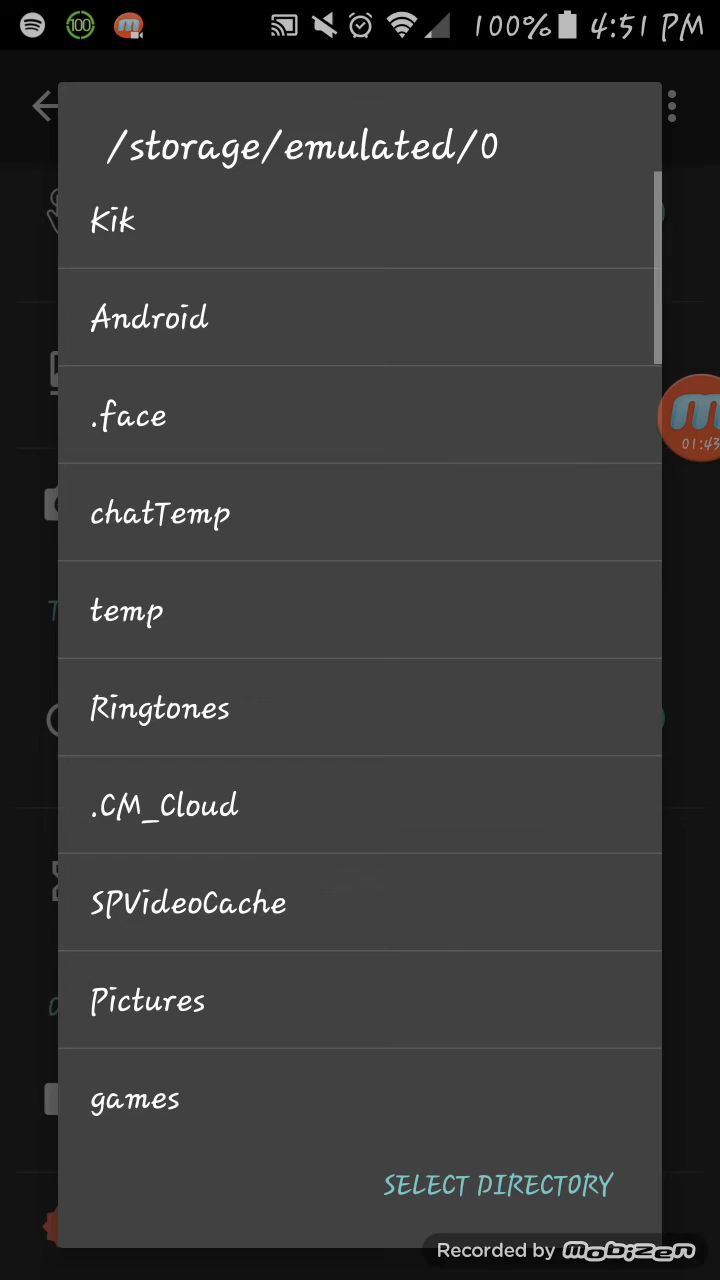 100
100% 4:51 PM
/storage/emulated/0
Kik
Android
.face
chatTemp
temp
Ringtones
.CM_Cloud
SPVideoCache
Pictures
games
SELECT DIRECTORY
m
01:43
Recorded by mobizen